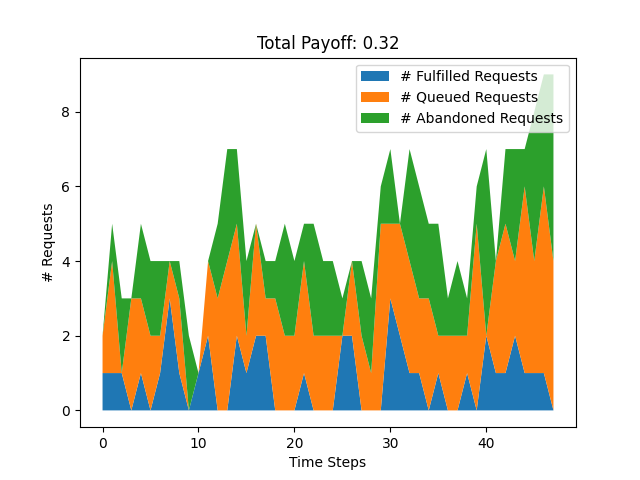 Total Payoff: 0.32
# Fulfilled Requests
# Queued Requests
# Abandoned Requests
# Requests
8
6
4
2
0
0
10
20
30
40
Time Steps